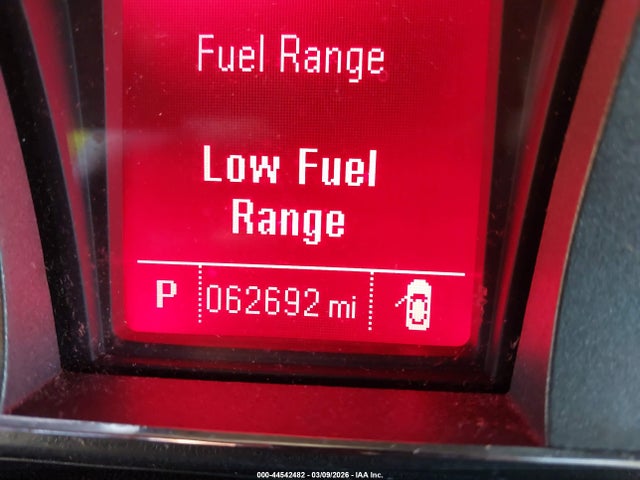 Fuel Range
Low Fuel
Range
P 062692 mi
000-44542482 - 03/09/2026 - IAA Inc.